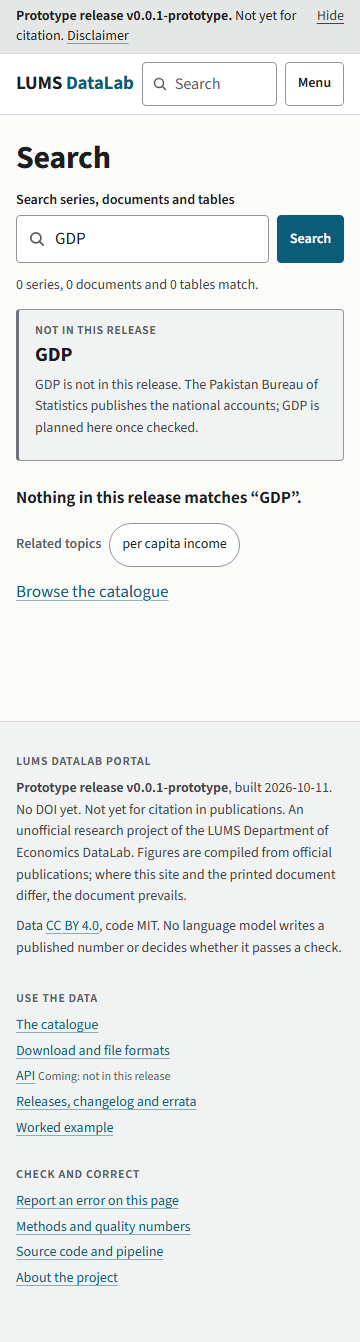 Prototype release v0.0.1-prototype. Not yet for
citation. Disclaimer
Hide
LUMS DataLab
Search
Menu
Search
Search series, documents and tables
GDP
Search
0 series, 0 documents and 0 tables match.
NOT IN THIS RELEASE
GDP
GDP is not in this release. The Pakistan Bureau of
Statistics publishes the national accounts; GDP is
planned here once checked.
Nothing in this release matches “GDP”.
Related topics
per capita income
Browse the catalogue
LUMS DATALAB PORTAL
Prototype release v0.0.1-prototype, built 2026-10-11.
No DOI yet. Not yet for citation in publications. An
unofficial research project of the LUMS Department of
Economics DataLab. Figures are compiled from official
publications; where this site and the printed document
differ, the document prevails.
Data CC BY 4.0, code MIT. No language model writes a
published number or decides whether it passes a check.
USE THE DATA
The catalogue
Download and file formats
API Coming: not in this release
Releases, changelog and errata
Worked example
CHECK AND CORRECT
Report an error on this page
Methods and quality numbers
Source code and pipeline
About the project